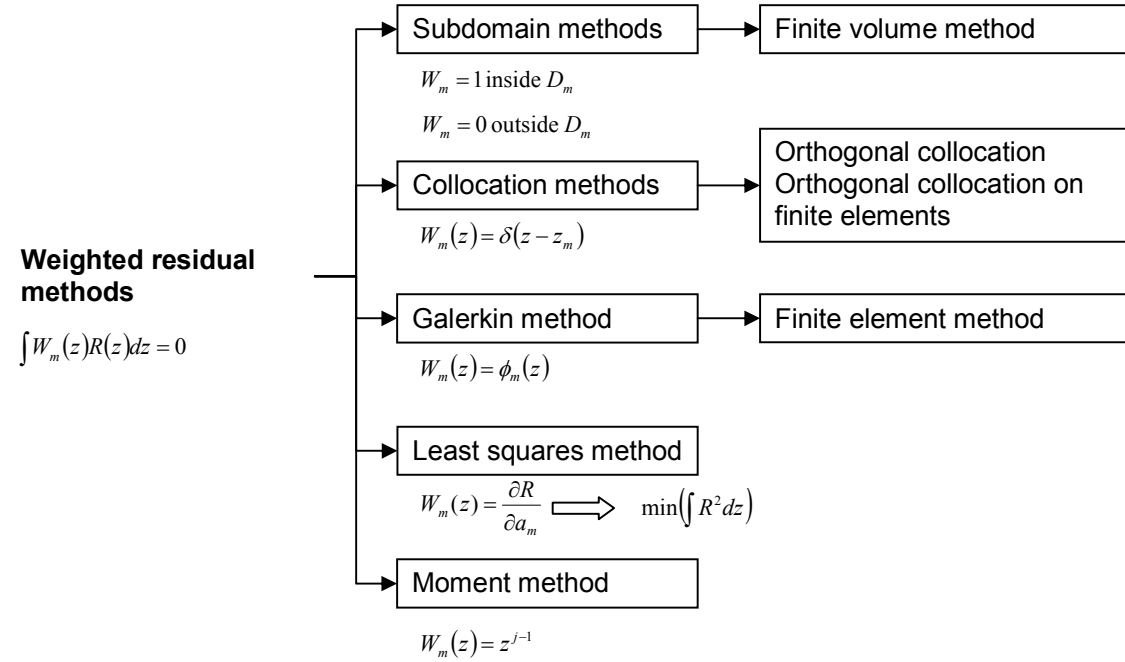 Subdomain methods
Finite volume method
W_m = 1 inside D_m
W_m = 0 outside D_m
Orthogonal collocation
Orthogonal collocation on
finite elements
Collocation methods
W_m(z) = δ(z − z_m)
Weighted residual
methods
∫W_m(z)R(z)dz = 0
Galerkin method
Finite element method
W_m(z) = ϕ_m(z)
Least squares method
W_m(z) = ∂R/∂a_m ⇒ min(∫R²dz)
Moment method
W_m(z) = z^{j−1}